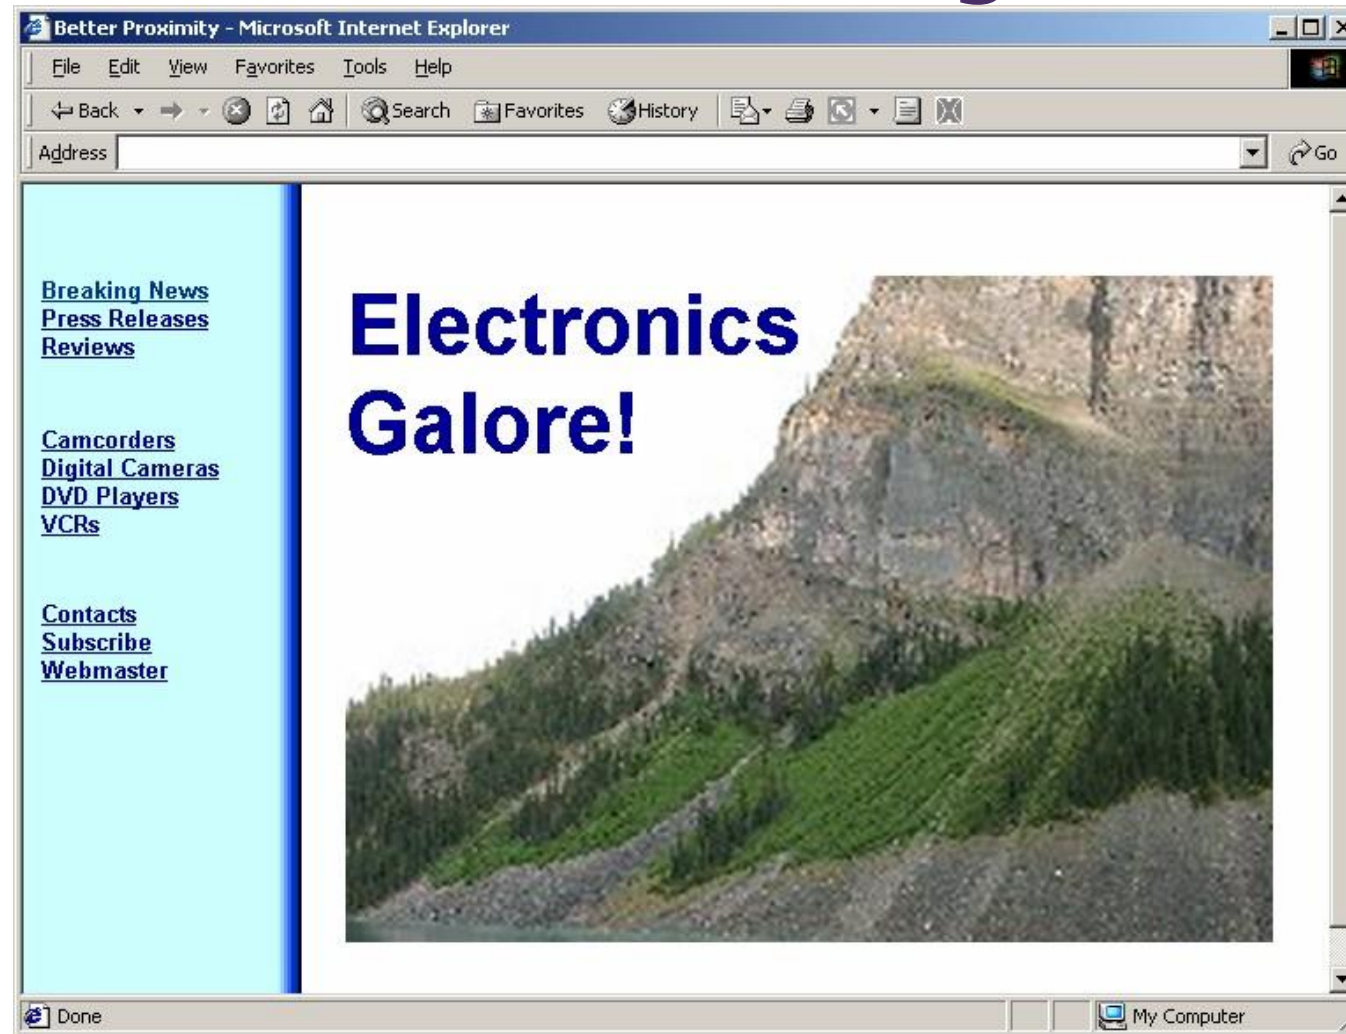 Better Proximity - Microsoft Internet Explorer
File Edit View Favorites Tools Help
Back Search Favorites History
Address Go
Breaking News
Press Releases
Reviews
Camcorders
Digital Cameras
DVD Players
VCRs
Contacts
Subscribe
Webmaster
Electronics
Galore!
Done My Computer